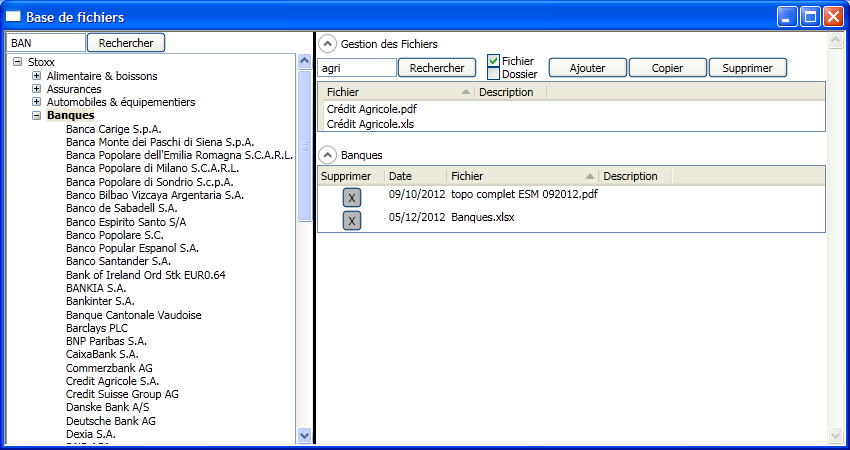 Base de fichiers
BAN
Rechercher
Stoxx
Alimentaire & boissons
Assurances
Automobiles & équipementiers
Banques
Banca Carige S.p.A.
Banca Monte dei Paschi di Siena S.p.A.
Banca Popolare dell'Emilia Romagna S.C.A.R.L.
Banca Popolare di Milano S.C.A.R.L.
Banca Popolare di Sondrio S.c.p.A.
Banco Bilbao Vizcaya Argentaria S.A.
Banco de Sabadell S.A.
Banco Espirito Santo S/A
Banco Popolare S.C.
Banco Popular Espanol S.A.
Banco Santander S.A.
Bank of Ireland Ord Stk EUR0.64
BANKIA S.A.
Bankinter S.A.
Banque Cantonale Vaudoise
Barclays PLC
BNP Paribas S.A.
CaixaBank S.A.
Commerzbank AG
Credit Agricole S.A.
Credit Suisse Group AG
Danske Bank A/S
Deutsche Bank AG
Dexia S.A.
Gestion des Fichiers
agri
Rechercher
Fichier
Dossier
Ajouter
Copier
Supprimer
Fichier Description
Crédit Agricole.pdf
Crédit Agricole.xls
Banques
Supprimer Date Fichier Description
X 09/10/2012 topo complet ESM 092012.pdf
X 05/12/2012 Banques.xlsx